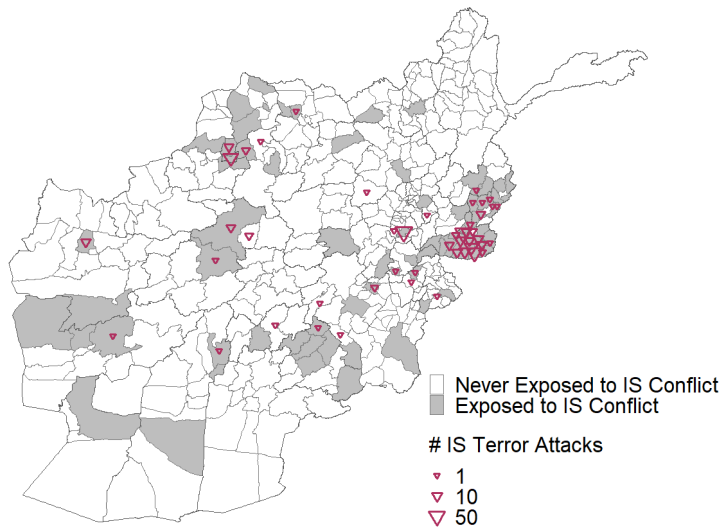 Never Exposed to IS Conflict
Exposed to IS Conflict
# IS Terror Attacks
1
10
50